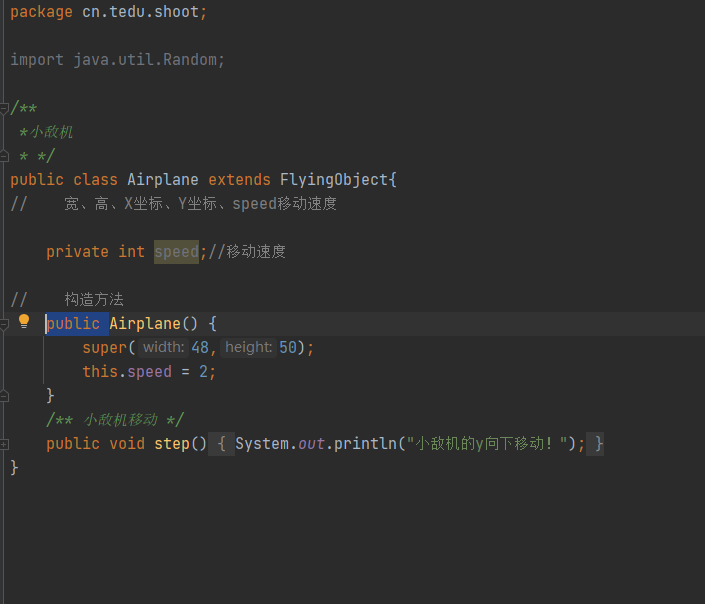 package cn.tedu.shoot;
import java.util.Random;
/**
*小敌机
* */
public class Airplane extends FlyingObject{
//    宽、高、X坐标、Y坐标、speed移动速度
private int speed;//移动速度
//    构造方法
public Airplane() {
super( width: 48, height: 50);
this.speed = 2;
}
/** 小敌机移动 */
public void step() { System.out.println("小敌机的y向下移动！"); }
}